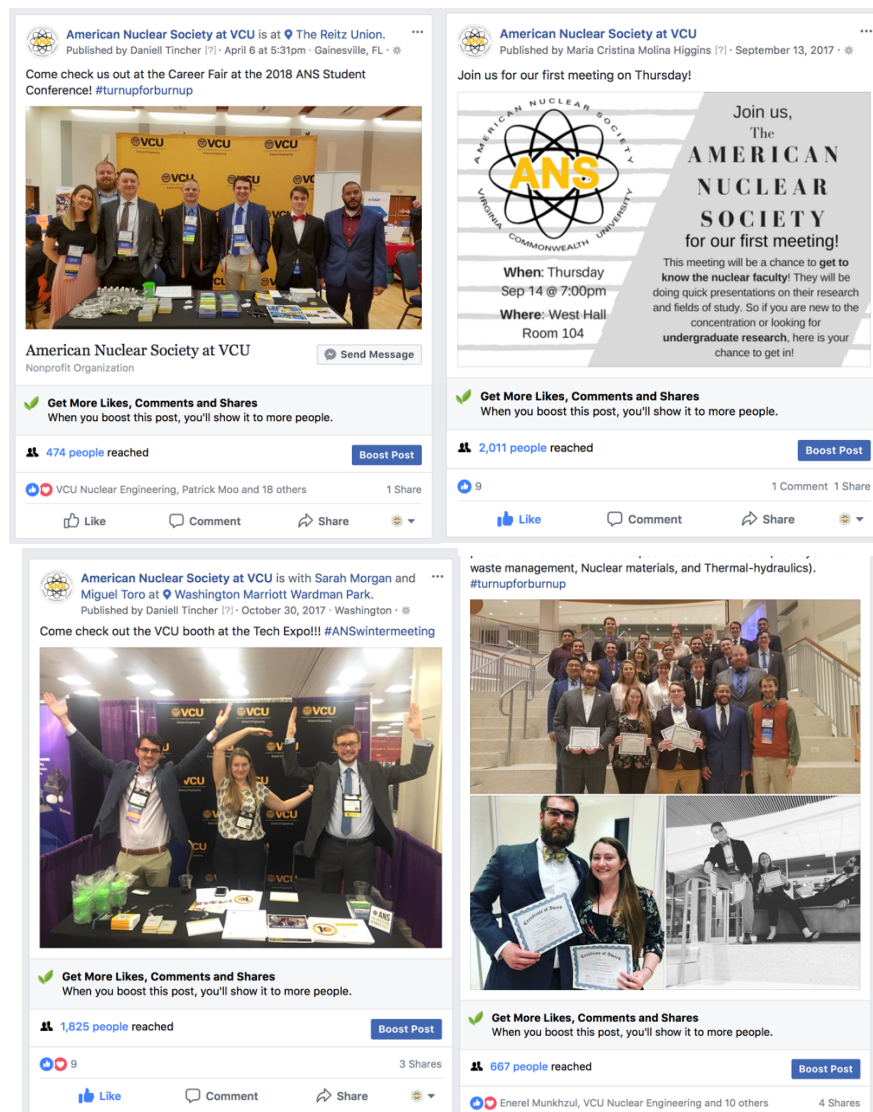 American Nuclear Society at VCU is at The Reitz Union.
Published by Daniell Tincher [?] · April 6 at 5:31pm · Gainesville, FL ·
Come check us out at the Career Fair at the 2018 ANS Student
Conference! #turnupforburnup
VCU
VCU
VCU
VCU
American Nuclear Society at VCU
Send Message
Nonprofit Organization
Get More Likes, Comments and Shares
When you boost this post, you'll show it to more people.
474 people reached
Boost Post
VCU Nuclear Engineering, Patrick Moo and 18 others
1 Share
Like Comment Share
American Nuclear Society at VCU
Published by Maria Cristina Molina Higgins [?] · September 13, 2017 ·
Join us for our first meeting on Thursday!
AMERICAN NUCLEAR SOCIETY
ANS
VIRGINIA COMMONWEALTH UNIVERSITY
When: Thursday
Sep 14 @ 7:00pm
Where: West Hall
Room 104
Join us,
The
AMERICAN
NUCLEAR
SOCIETY
for our first meeting!
This meeting will be a chance to get to
know the nuclear faculty! They will be
doing quick presentations on their research
and fields of study. So if you are new to the
concentration or looking for
undergraduate research, here is your
chance to get in!
Get More Likes, Comments and Shares
When you boost this post, you'll show it to more people.
2,011 people reached
Boost Post
9
1 Comment 1 Share
Like Comment Share
American Nuclear Society at VCU is with Sarah Morgan and
Miguel Toro at Washington Marriott Wardman Park.
Published by Daniell Tincher [?] · October 30, 2017 · Washington ·
Come check out the VCU booth at the Tech Expo!!! #ANSwintermeeting
VCU
VCU
VCU
VCU
ANS
Get More Likes, Comments and Shares
When you boost this post, you'll show it to more people.
1,825 people reached
Boost Post
9
3 Shares
Like Comment Share
waste management, Nuclear materials, and Thermal-hydraulics).
#turnupforburnup
Certificate of Award
Certificate of Award
Get More Likes, Comments and Shares
When you boost this post, you'll show it to more people.
667 people reached
Boost Post
Enerel Munkhzul, VCU Nuclear Engineering and 10 others
4 Shares